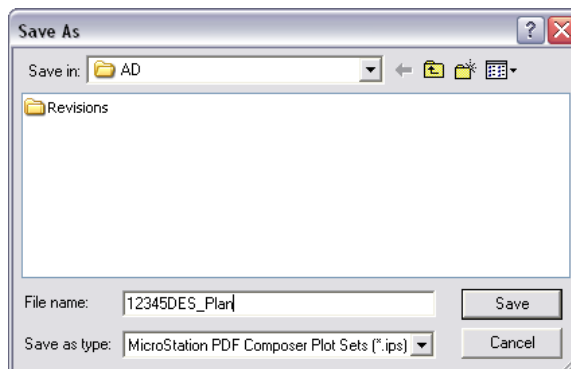 Save As
Save in: AD
Revisions
File name: 12345DES_Plan Save
Save as type: MicroStation PDF Composer Plot Sets (*.ips) Cancel